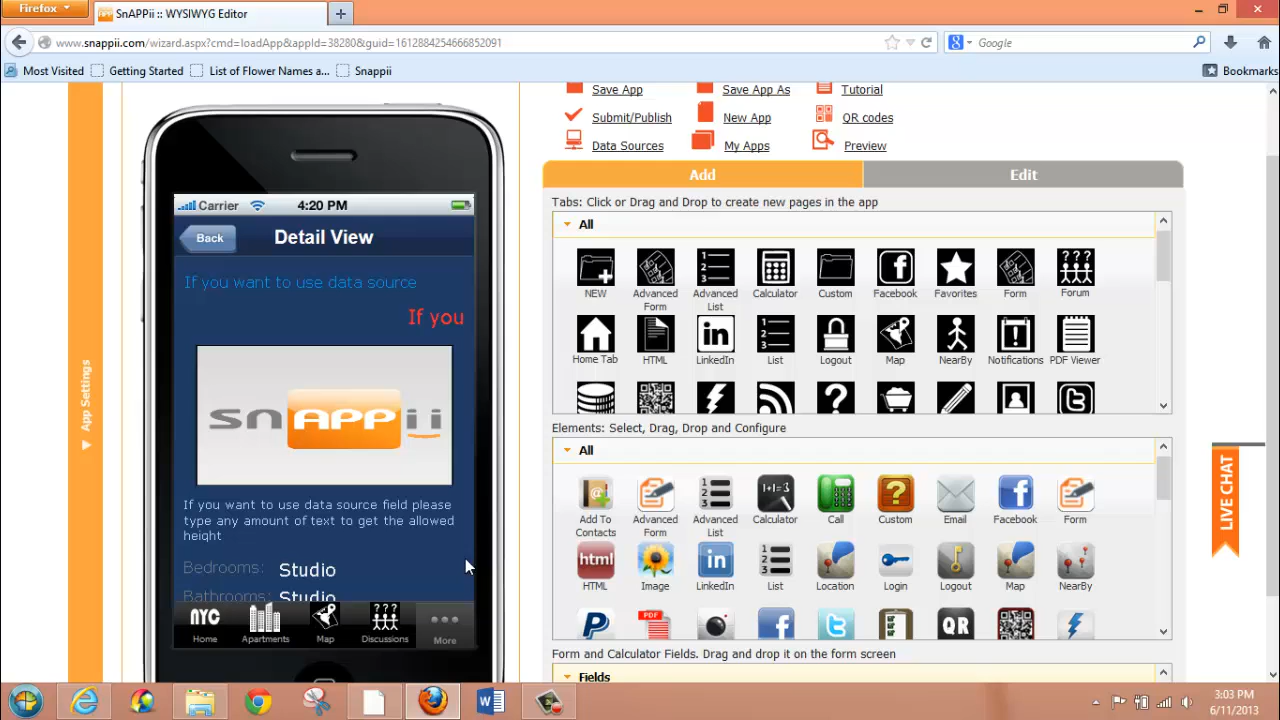 Firefox
SnAPPii :: WYSIWYG Editor
www.snappii.com/wizard.aspx?cmd=loadApp&appId=38280&guid=1612884254666852091
Google
Most Visited
Getting Started
List of Flower Names a...
Snappii
Bookmarks
Save App
Save App As
Tutorial
Submit/Publish
New App
QR codes
Data Sources
My Apps
Preview
Add
Edit
Tabs: Click or Drag and Drop to create new pages in the app
All
NEW
Advanced Form
Advanced List
Calculator
Custom
Facebook
Favorites
Form
Forum
Home Tab
HTML
LinkedIn
List
Logout
Map
NearBy
Notifications
PDF Viewer
Elements: Select, Drag, Drop and Configure
All
Add To Contacts
Advanced Form
Advanced List
Calculator
Call
Custom
Email
Facebook
Form
html
HTML
Image
LinkedIn
List
Location
Login
Logout
Map
NearBy
PDF
QR
Form and Calculator Fields. Drag and drop it on the form screen
Fields
App Settings
LIVE CHAT
Carrier
4:20 PM
Back
Detail View
If you want to use data source
If you
snAPPii
If you want to use data source field please
type any amount of text to get the allowed
height
Bedrooms: Studio
Bathrooms: Studio
NYC
Home
Apartments
Map
Discussions
More
3:03 PM
6/11/2013